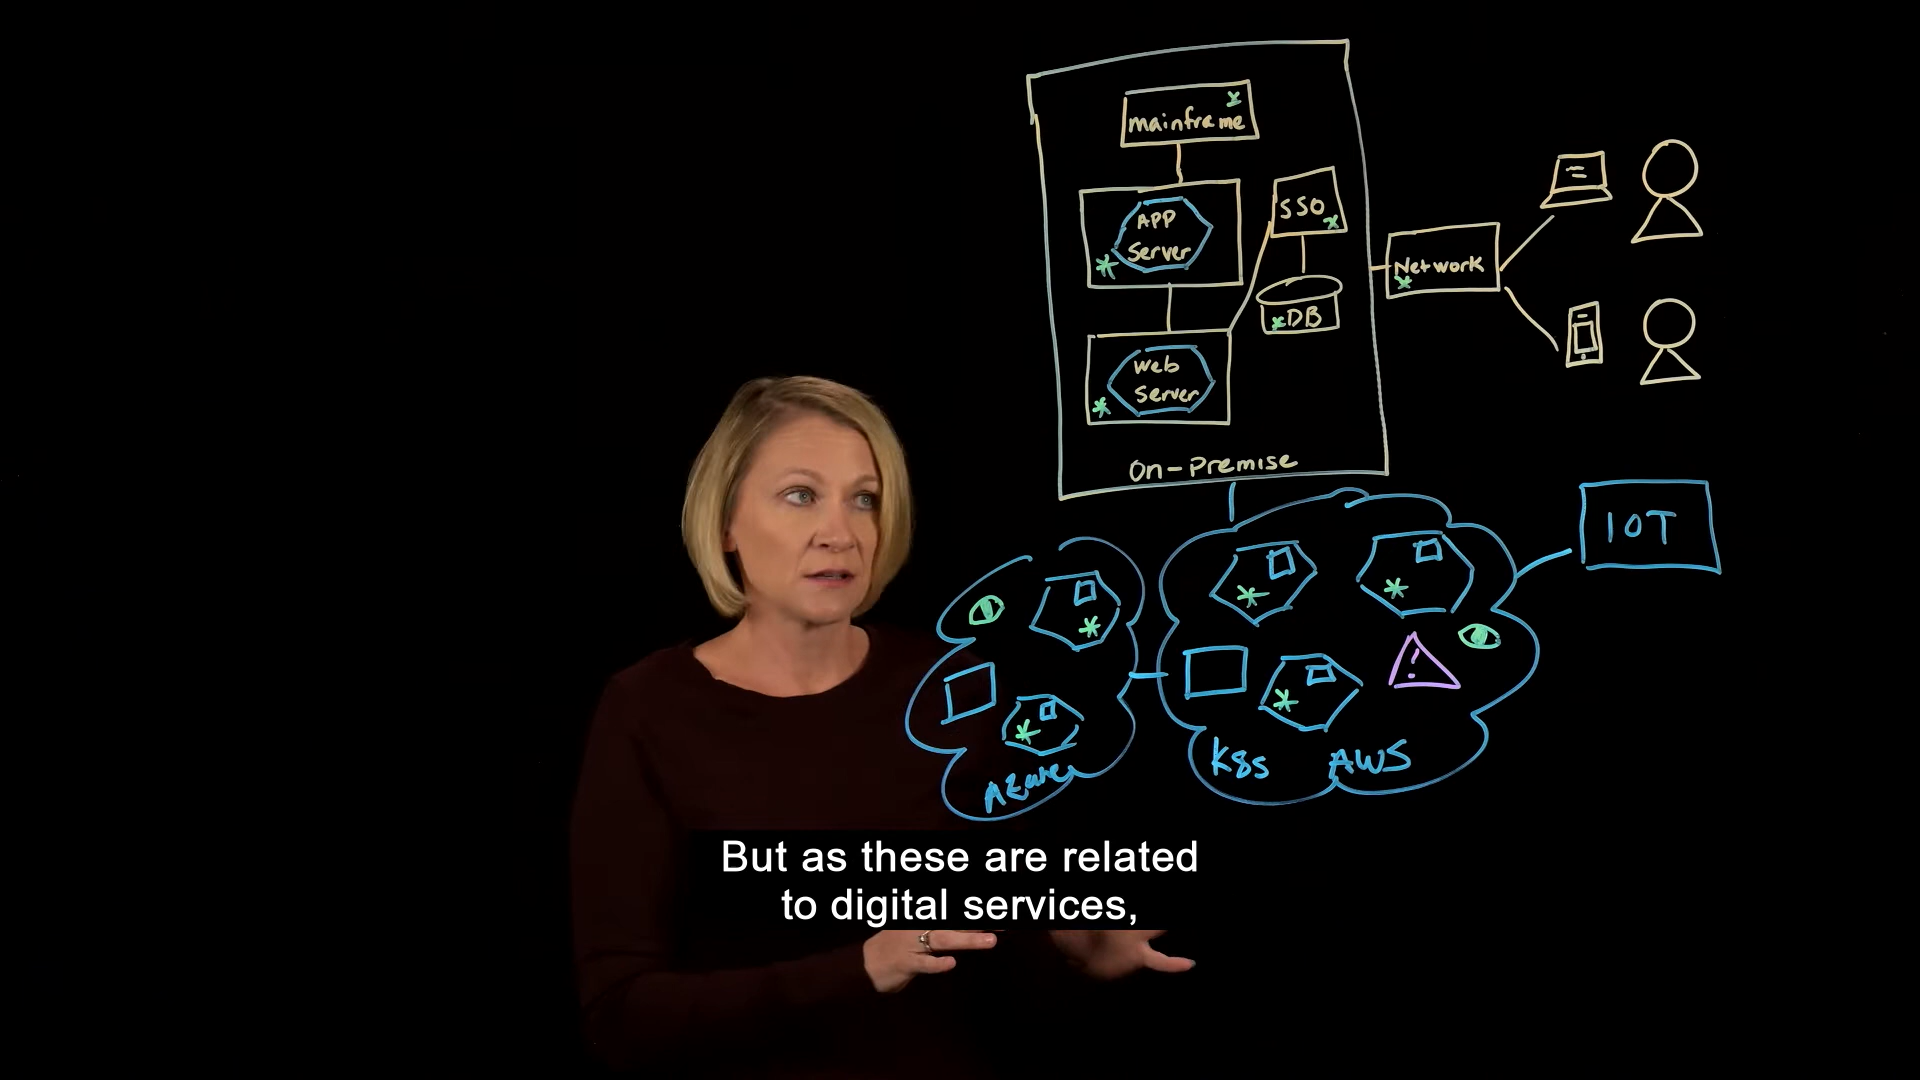 mainframe
APP
Server
SSO
DB
Web
Server
On-Premise
Network
IOT
K8s
AWS
Azure
!
But as these are related
to digital services,